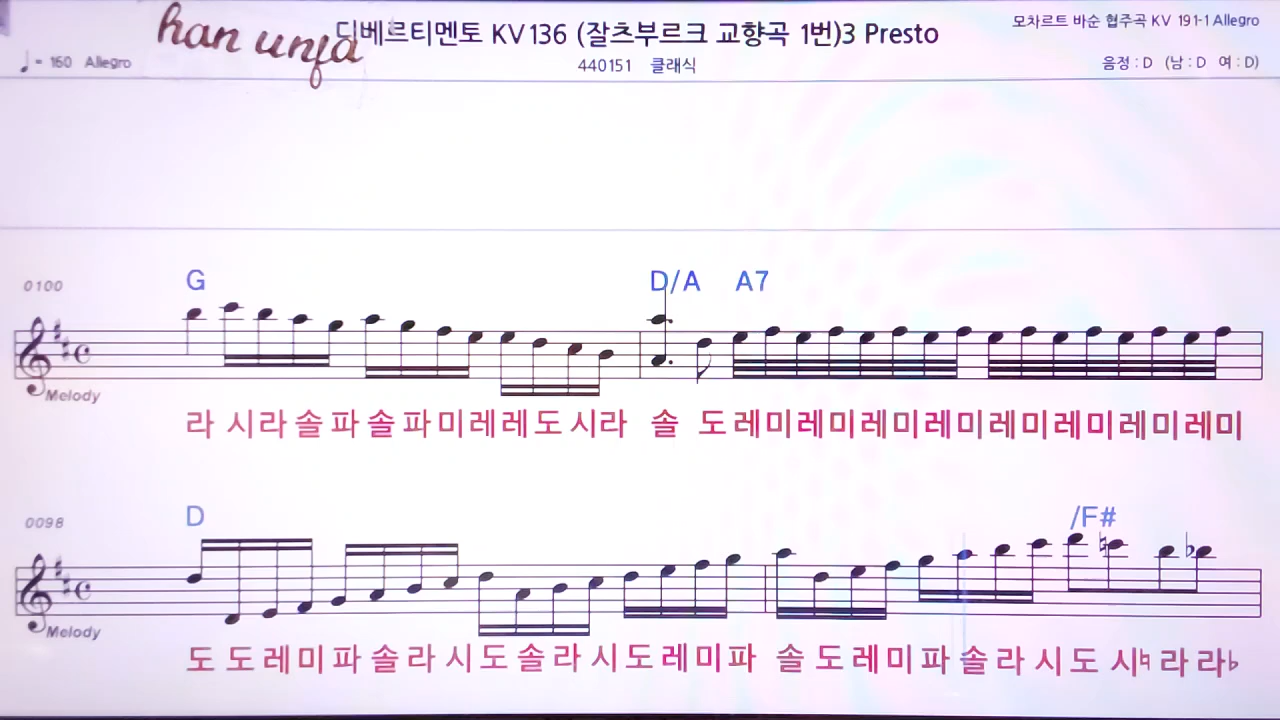 han unfa
디베르티멘토 KV136 (잘츠부르크 교향곡 1번)3 Presto
모차르트 바순 협주곡 KV 191-1Allegro
♩= 160 Allegro
440151 클래식
음정 : D (남 : D 여 : D)
0100
G D/A A7
Melody
라 시 라 솔 파 솔 파 미 레 레 도 시 라 솔 도 레 미 레 미 레 미 레 미 레 미 레 미 레 미 레 미
0098
D /F#
Melody
도 도 레 미 파 솔 라 시 도 솔 라 시 도 레 미 파 솔 도 레 미 파 솔 라 시 도 시♮ 라 라♭